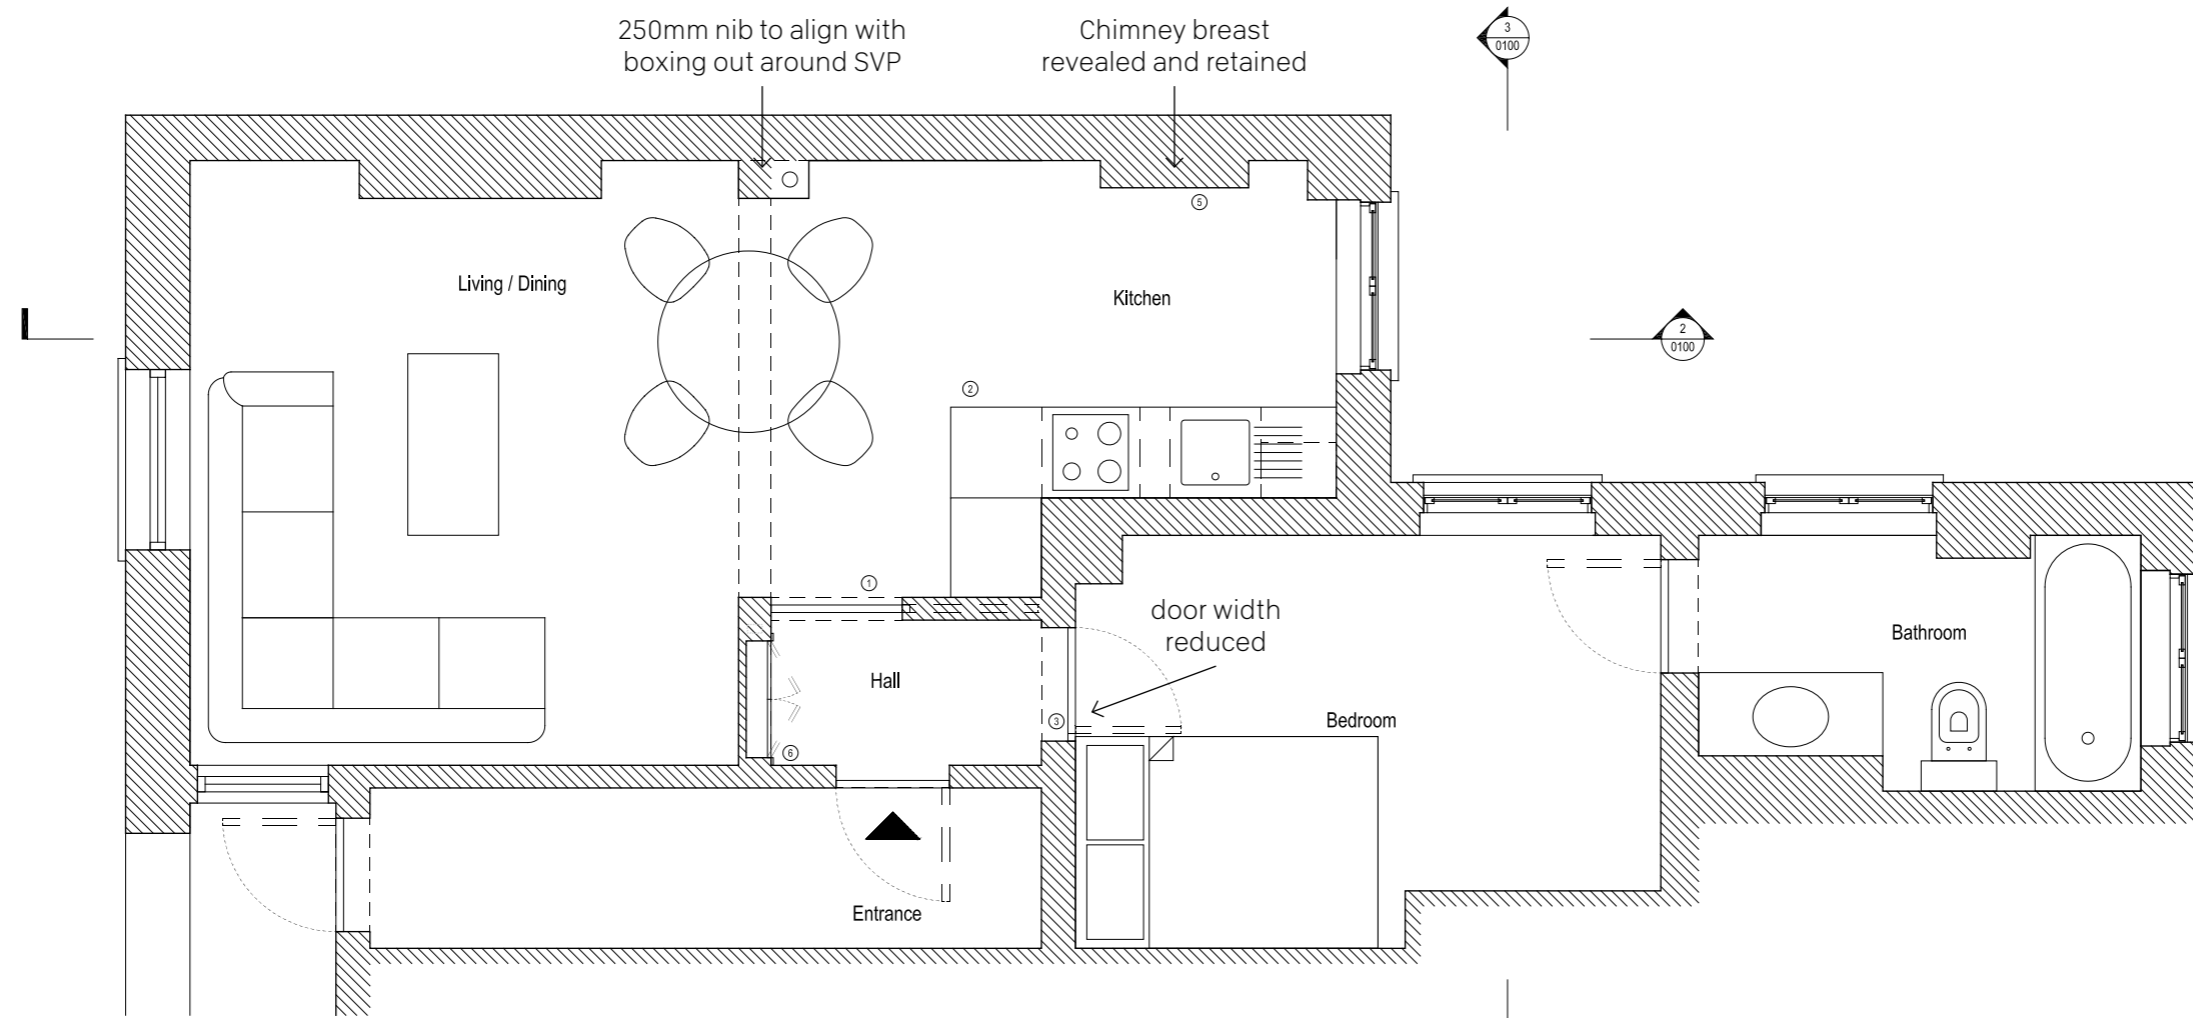 250mm nib to align with
boxing out around SVP
Chimney breast
revealed and retained
3
0100
5
Living / Dining
Kitchen
2
0100
2
1
door width
reduced
Bathroom
Hall
Bedroom
3
6
Entrance